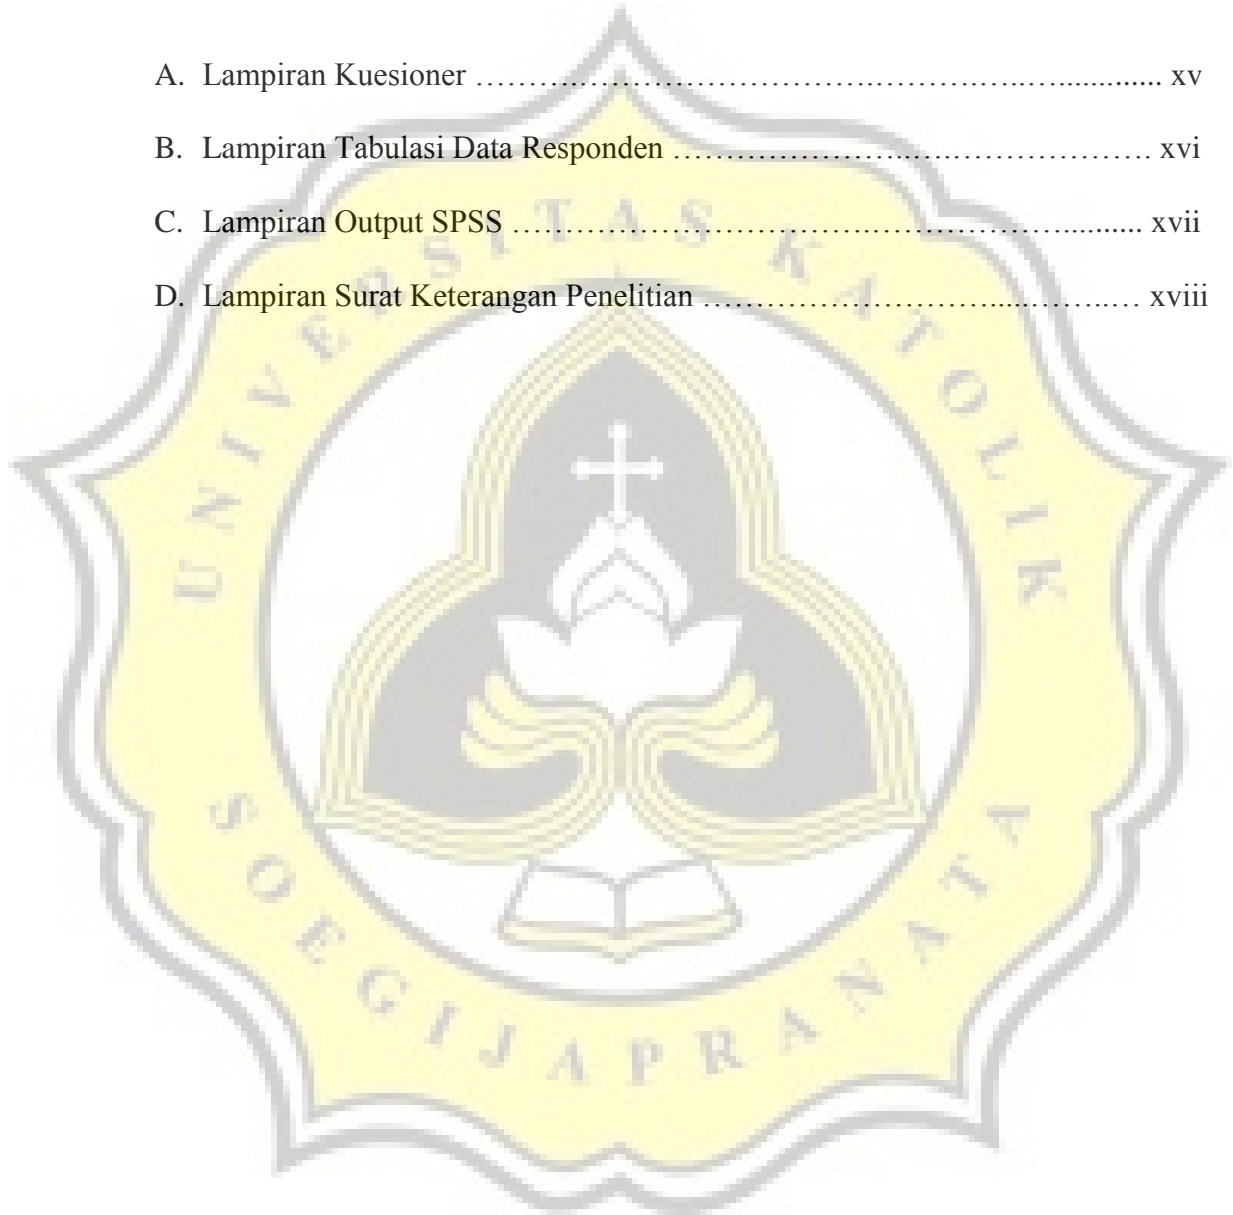 A. Lampiran Kuesioner ........................................ xv
B. Lampiran Tabulasi Data Responden ........................................ xvi
C. Lampiran Output SPSS ........................................ xvii
D. Lampiran Surat Keterangan Penelitian ........................................ xviii
UNIVERSITAS KATOLIK
SOEGIJAPRANATA